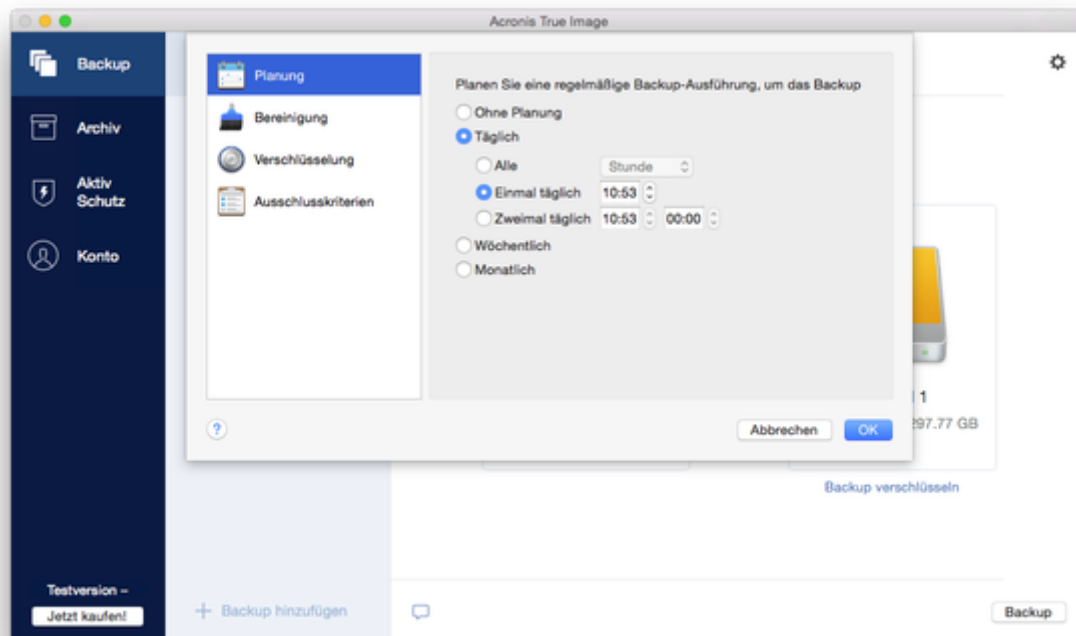 Acronis True Image
Backup
Archiv
Aktiv
Schutz
Konto
Testversion –
Jetzt kaufen!
Planung
Bereinigung
Verschlüsselung
Ausschlusskriterien
Planen Sie eine regelmäßige Backup-Ausführung, um das Backup
Ohne Planung
Täglich
Alle Stunde
Einmal täglich 10:53
Zweimal täglich 10:53 00:00
Wöchentlich
Monatlich
?
Abbrechen OK
1
297.77 GB
Backup verschlüsseln
+ Backup hinzufügen
Backup